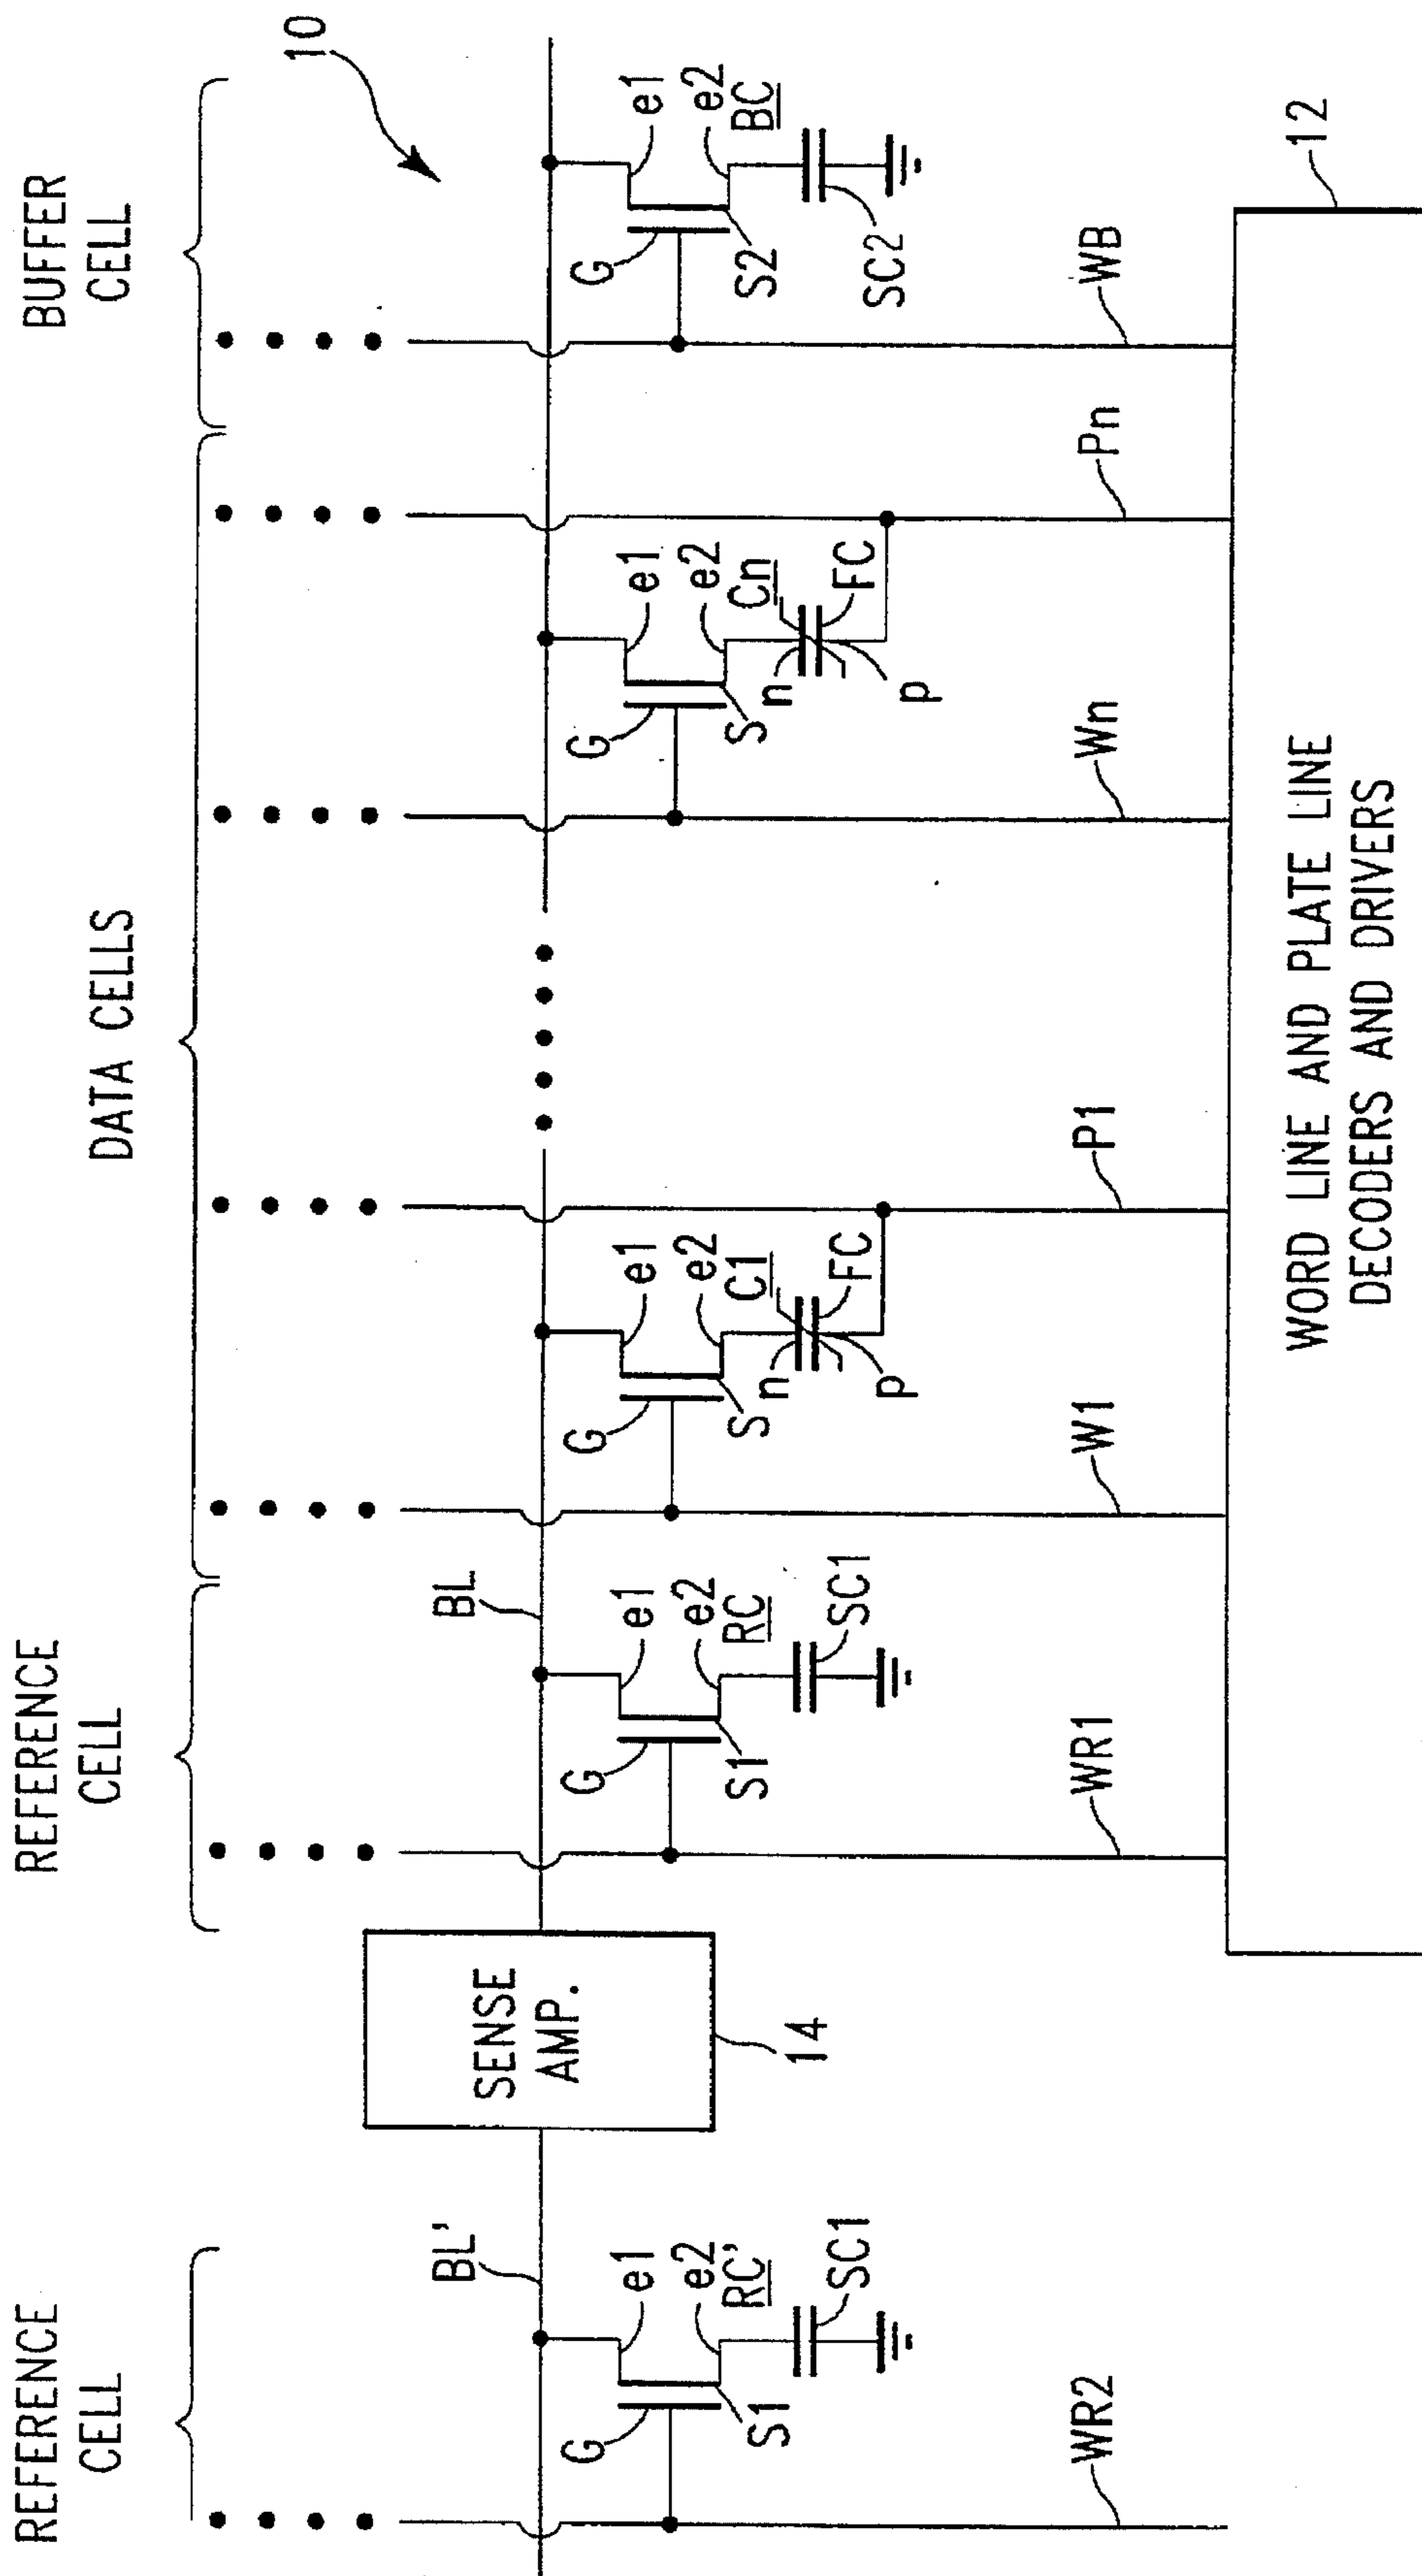 REFERENCE
CELL
REFERENCE
CELL
DATA CELLS
BUFFER
CELL
10
BL'
SENSE
AMP.
14
BL
G
e1
e2
RC'
S1
SC1
WR2
G
e1
e2
RC
S1
SC1
WR1
G
e1
e2
C1
S
n
FC
p
W1
P1
G
e1
e2
Cn
S
n
FC
p
Wn
Pn
G
e1
e2
BC
S2
SC2
WB
12
WORD LINE AND PLATE LINE
DECODERS AND DRIVERS